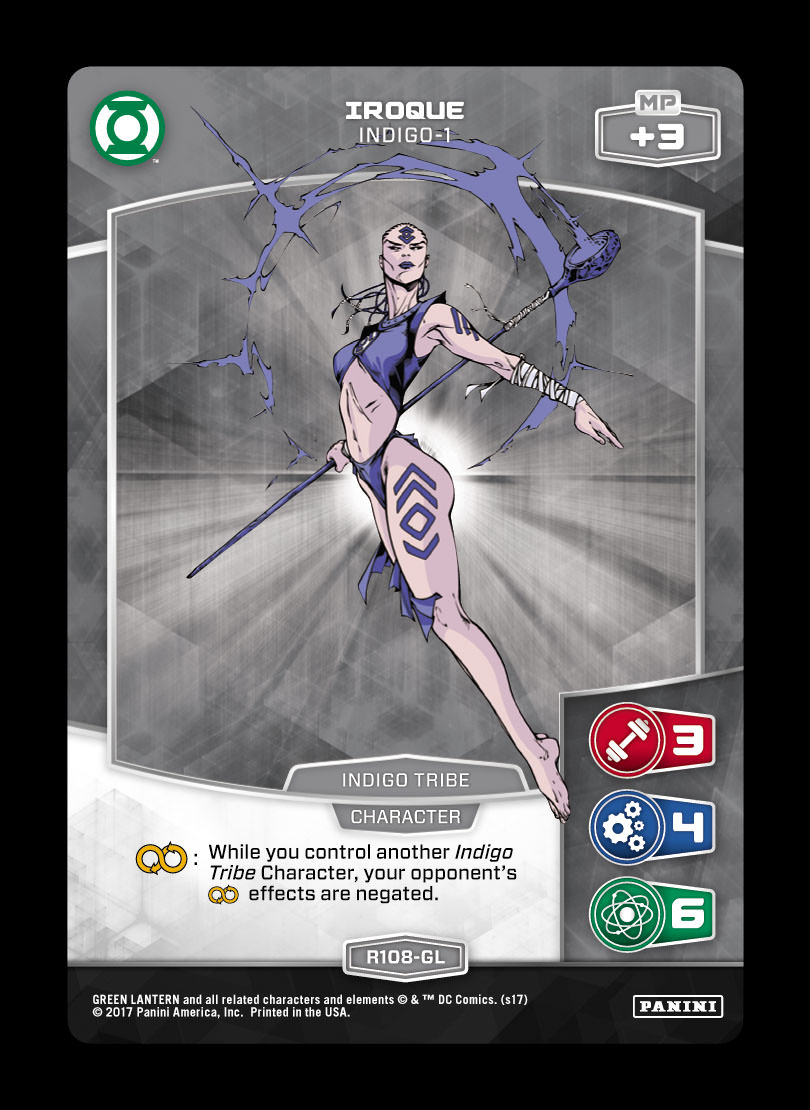 IROQUE
INDIGO-1
MP
+3
TM
INDIGO TRIBE
CHARACTER
: While you control another Indigo
Tribe Character, your opponent's
effects are negated.
3
4
6
R108-GL
GREEN LANTERN and all related characters and elements © & ™ DC Comics. (s17)
© 2017 Panini America, Inc. Printed in the USA.
PANINI